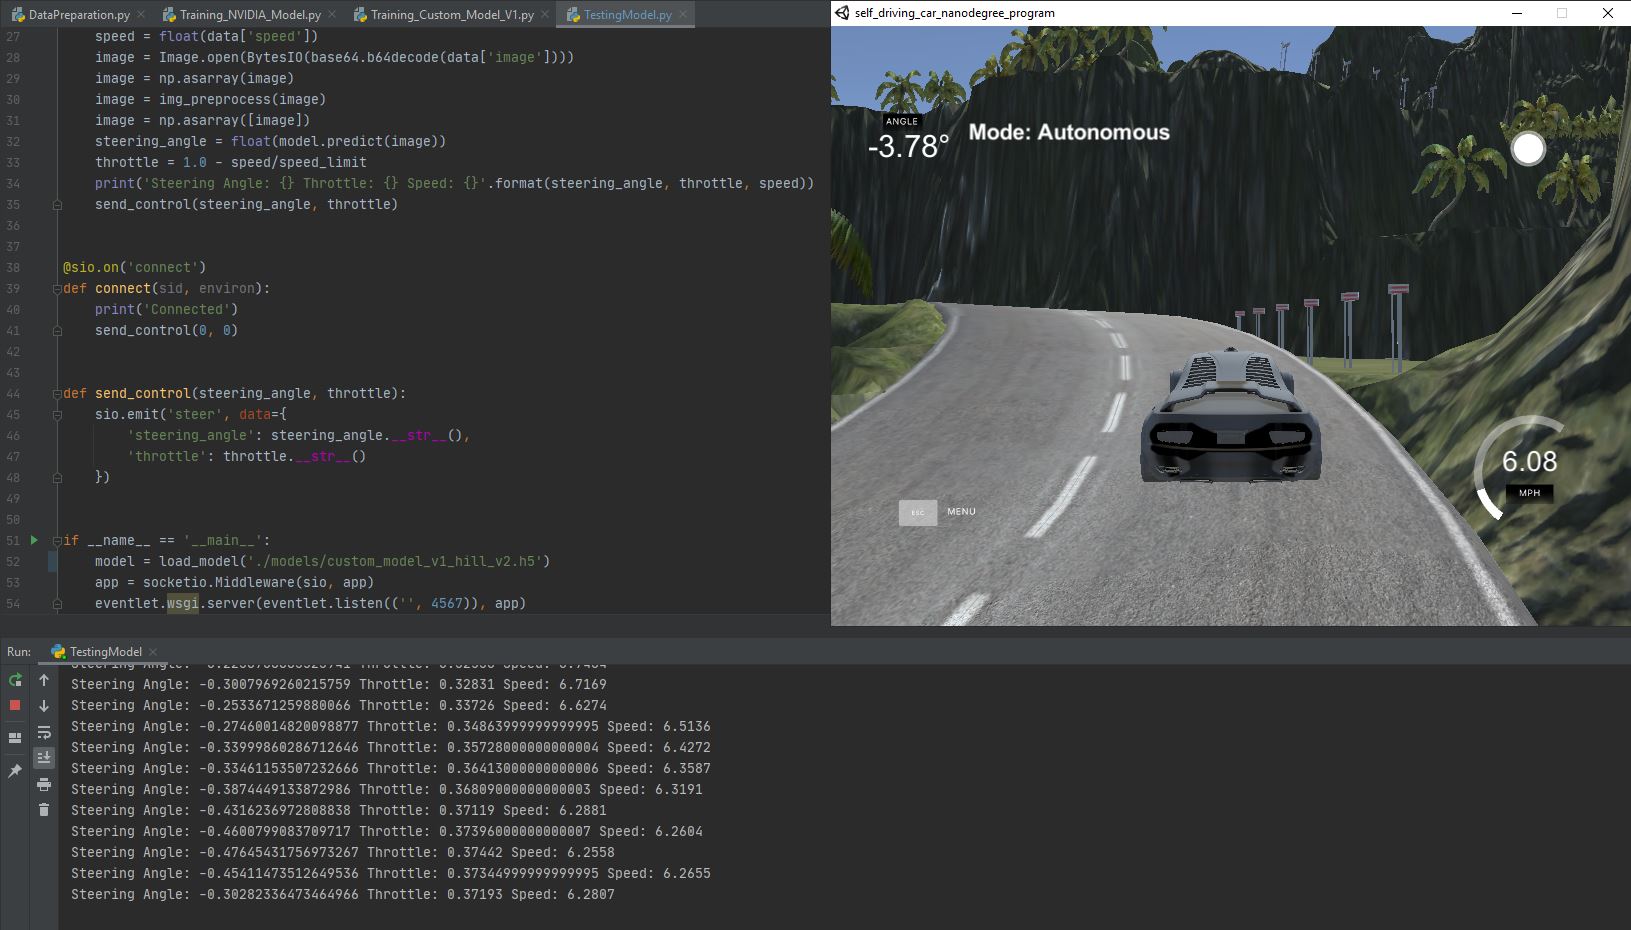 DataPreparation.py
Training_NVIDIA_Model.py
Training_Custom_Model_V1.py
TestingModel.py
27 speed = float(data['speed'])
28 image = Image.open(BytesIO(base64.b64decode(data['image'])))
29 image = np.asarray(image)
30 image = img_preprocess(image)
31 image = np.asarray([image])
32 steering_angle = float(model.predict(image))
33 throttle = 1.0 - speed/speed_limit
34 print('Steering Angle: {} Throttle: {} Speed: {}'.format(steering_angle, throttle, speed))
35 send_control(steering_angle, throttle)
36
37
38 @sio.on('connect')
39 def connect(sid, environ):
40 print('Connected')
41 send_control(0, 0)
42
43
44 def send_control(steering_angle, throttle):
45 sio.emit('steer', data={
46 'steering_angle': steering_angle.__str__(),
47 'throttle': throttle.__str__()
48 })
49
50
51 if __name__ == '__main__':
52 model = load_model('./models/custom_model_v1_hill_v2.h5')
53 app = socketio.Middleware(sio, app)
54 eventlet.wsgi.server(eventlet.listen(('', 4567)), app)
self_driving_car_nanodegree_program
ANGLE
-3.78°
Mode: Autonomous
6.08
MPH
ESC MENU
Run: TestingModel
Steering Angle: -0.3007969260215759 Throttle: 0.32831 Speed: 6.7169
Steering Angle: -0.2533671259880066 Throttle: 0.33726 Speed: 6.6274
Steering Angle: -0.27460014820098877 Throttle: 0.34863999999999995 Speed: 6.5136
Steering Angle: -0.33999860286712646 Throttle: 0.35728000000000004 Speed: 6.4272
Steering Angle: -0.33461153507232666 Throttle: 0.36413000000000006 Speed: 6.3587
Steering Angle: -0.3874449133872986 Throttle: 0.36809000000000003 Speed: 6.3191
Steering Angle: -0.4316236972808838 Throttle: 0.37119 Speed: 6.2881
Steering Angle: -0.4600799083709717 Throttle: 0.37396000000000007 Speed: 6.2604
Steering Angle: -0.47645431756973267 Throttle: 0.37442 Speed: 6.2558
Steering Angle: -0.45411473512649536 Throttle: 0.37344999999999995 Speed: 6.2655
Steering Angle: -0.30282336473464966 Throttle: 0.37193 Speed: 6.2807